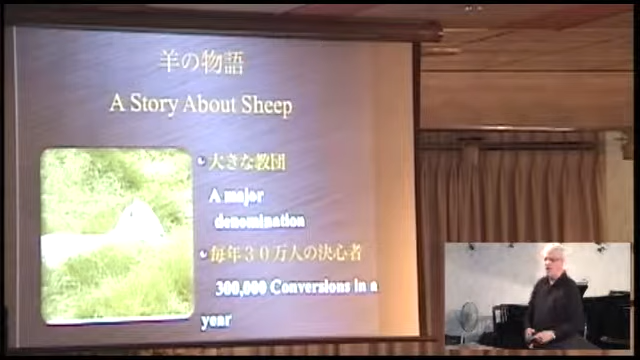 羊の物語
A Story About Sheep
大きな教団
A major
denomination
毎年３０万人の決心者
300,000 Conversions in a
year